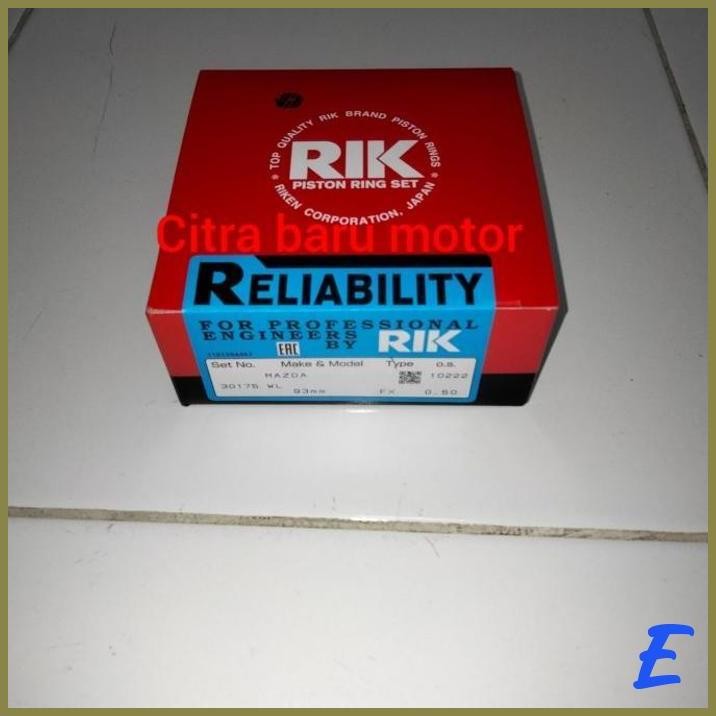 TOP QUALITY RIK BRAND PISTON RINGS
RIK
PISTON RING SET
RIKEN CORPORATION, JAPAN
Citra baru motor
RELIABILITY
FOR PROFESSIONAL
ENGINEERS
BY RIK
EAC
Set No. Make & Model Type O.S.
MAZDA 10222
30175 WL 93mm FX 0.50
E